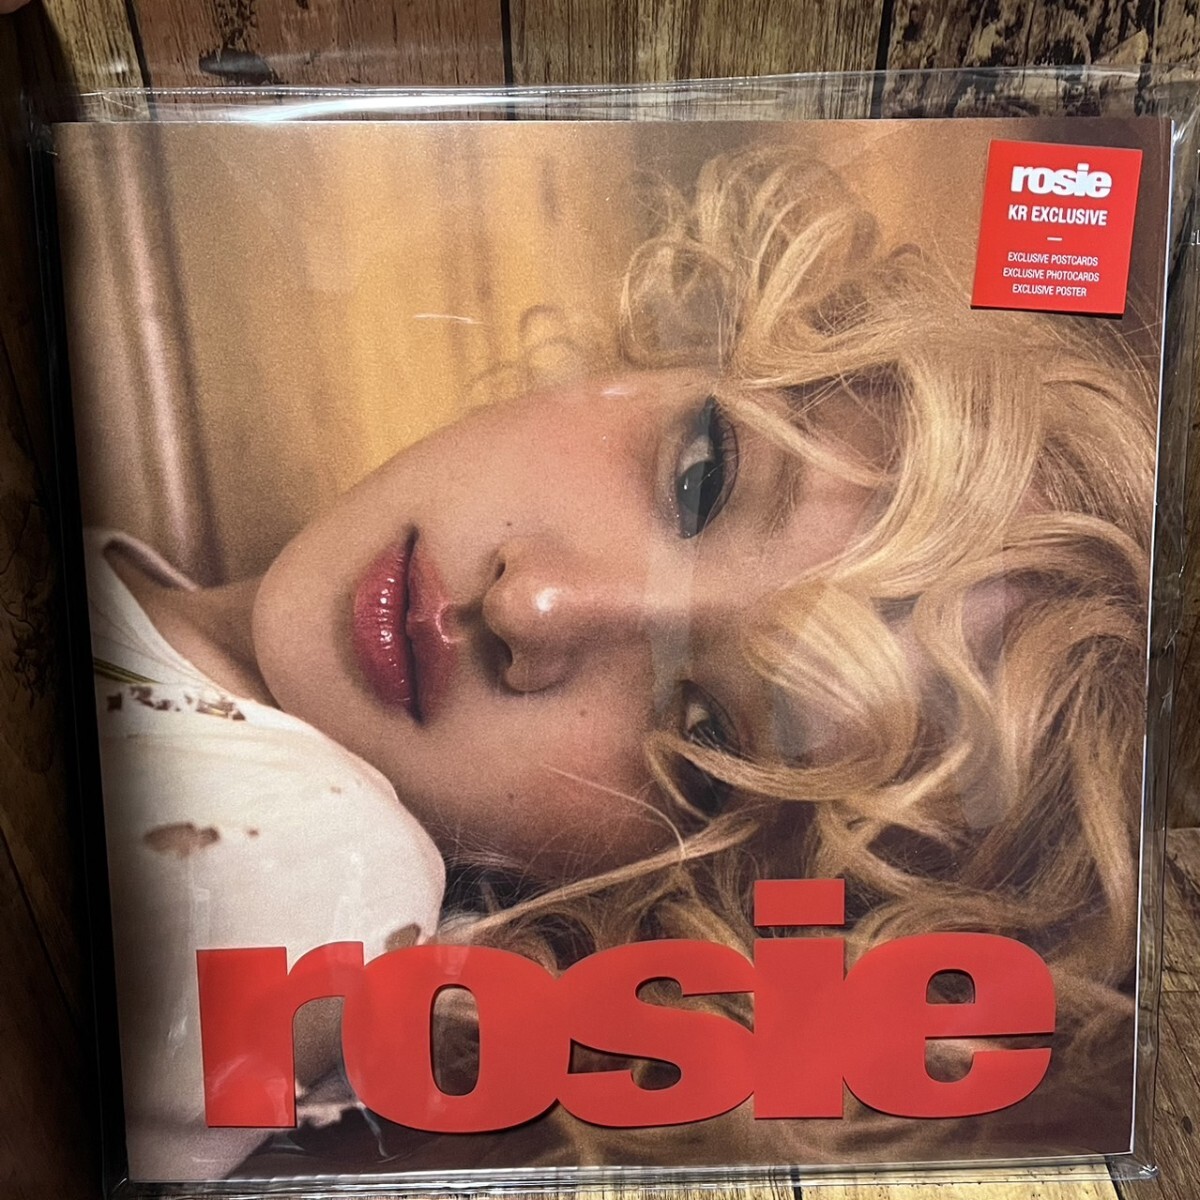 rosie
KR EXCLUSIVE
EXCLUSIVE POSTCARDS
EXCLUSIVE PHOTOCARDS
EXCLUSIVE POSTER
rosie